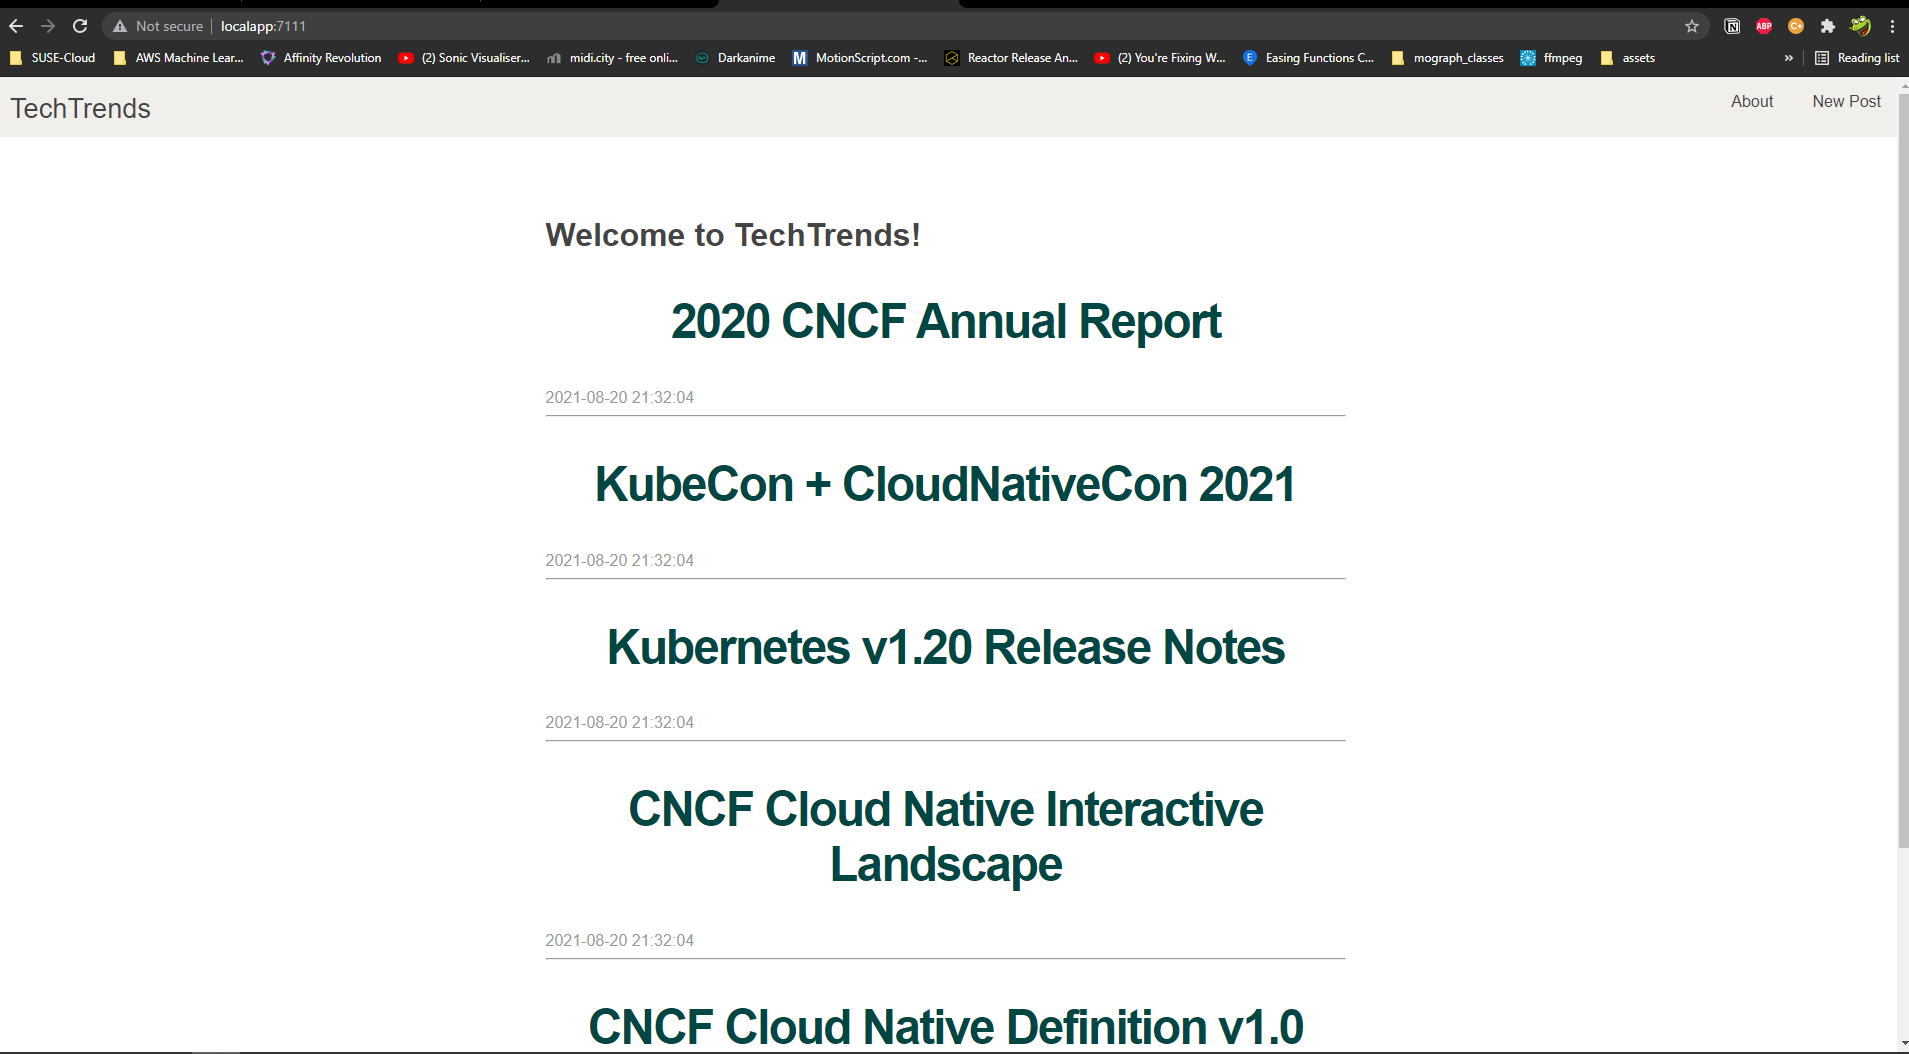 Not secure | localapp:7111
SUSE-Cloud AWS Machine Lear... Affinity Revolution (2) Sonic Visualiser... midi.city - free onli... Darkanime MotionScript.com -... Reactor Release An... (2) You're Fixing W... Easing Functions C... mograph_classes ffmpeg assets » Reading list
TechTrends About New Post
Welcome to TechTrends!
2020 CNCF Annual Report
2021-08-20 21:32:04
KubeCon + CloudNativeCon 2021
2021-08-20 21:32:04
Kubernetes v1.20 Release Notes
2021-08-20 21:32:04
CNCF Cloud Native Interactive
Landscape
2021-08-20 21:32:04
CNCF Cloud Native Definition v1.0